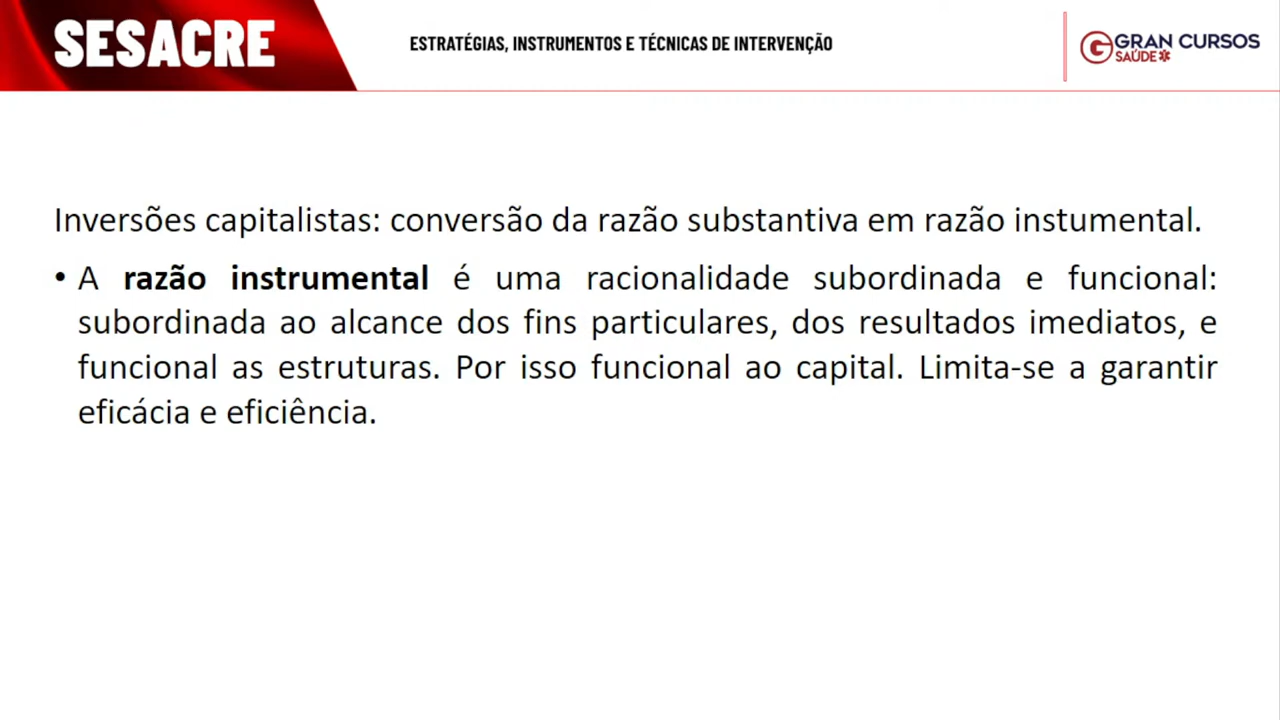 SESACRE
ESTRATÉGIAS, INSTRUMENTOS E TÉCNICAS DE INTERVENÇÃO
GRAN CURSOS
SAÚDE
Inversões capitalistas: conversão da razão substantiva em razão instumental.
• A razão instrumental é uma racionalidade subordinada e funcional:
subordinada ao alcance dos fins particulares, dos resultados imediatos, e
funcional as estruturas. Por isso funcional ao capital. Limita-se a garantir
eficácia e eficiência.